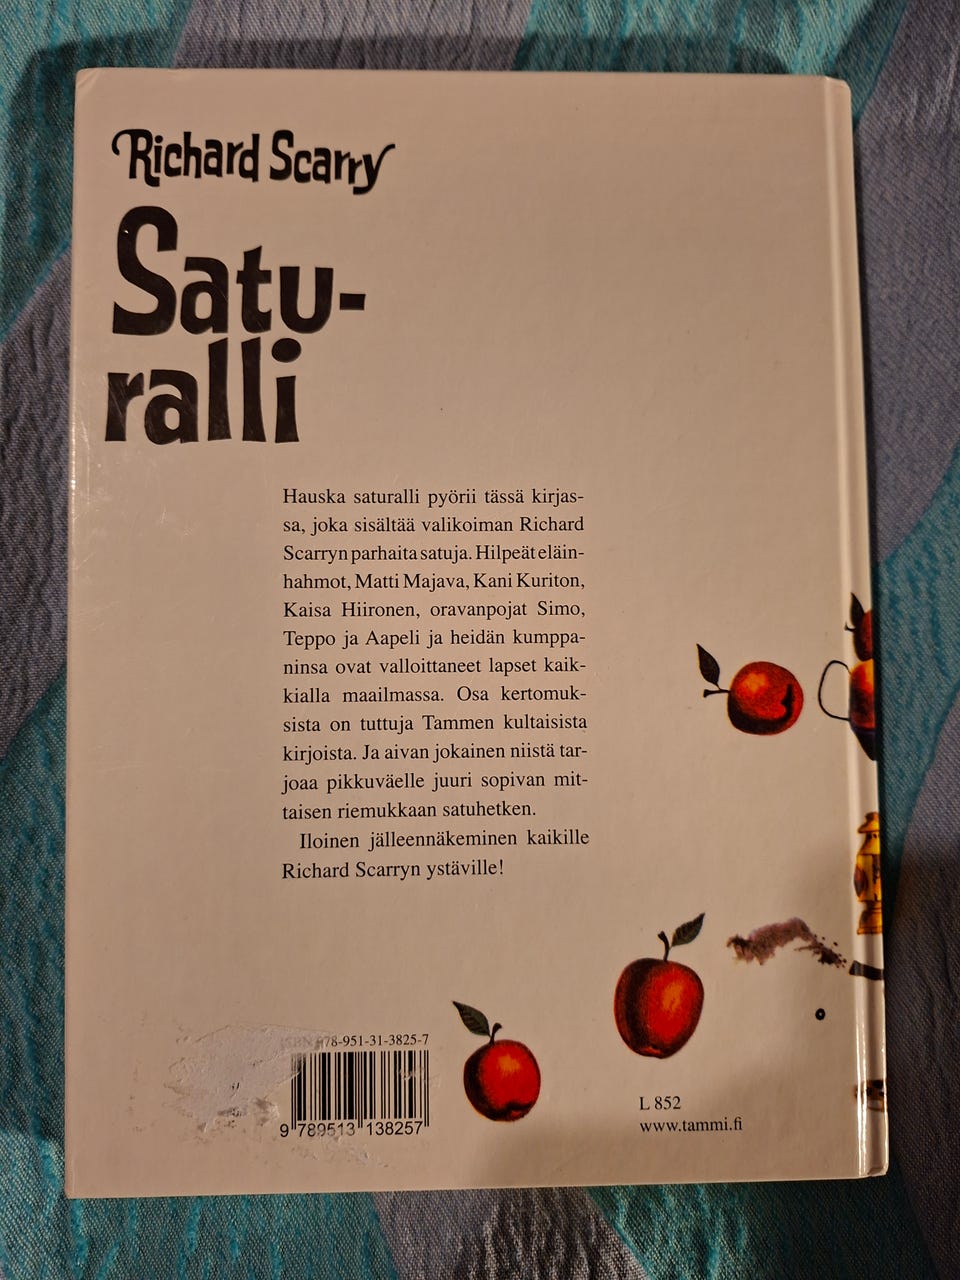 Richard Scarry
Satu-
ralli
Hauska saturalli pyörii tässä kirjas-
sa, joka sisältää valikoiman Richard
Scarryn parhaita satuja. Hilpeät eläin-
hahmot, Matti Majava, Kani Kuriton,
Kaisa Hiironen, oravanpojat Simo,
Teppo ja Aapeli ja heidän kumppa-
ninsa ovat valloittaneet lapset kaik-
kialla maailmassa. Osa kertomuk-
sista on tuttuja Tammen kultaisista
kirjoista. Ja aivan jokainen niistä tar-
joaa pikkuväelle juuri sopivan mit-
taisen riemukkaan satuhetken.
Iloinen jälleennäkeminen kaikille
Richard Scarryn ystäville!
ISBN 978-951-31-3825-7
9 789513 138257
L 852
www.tammi.fi